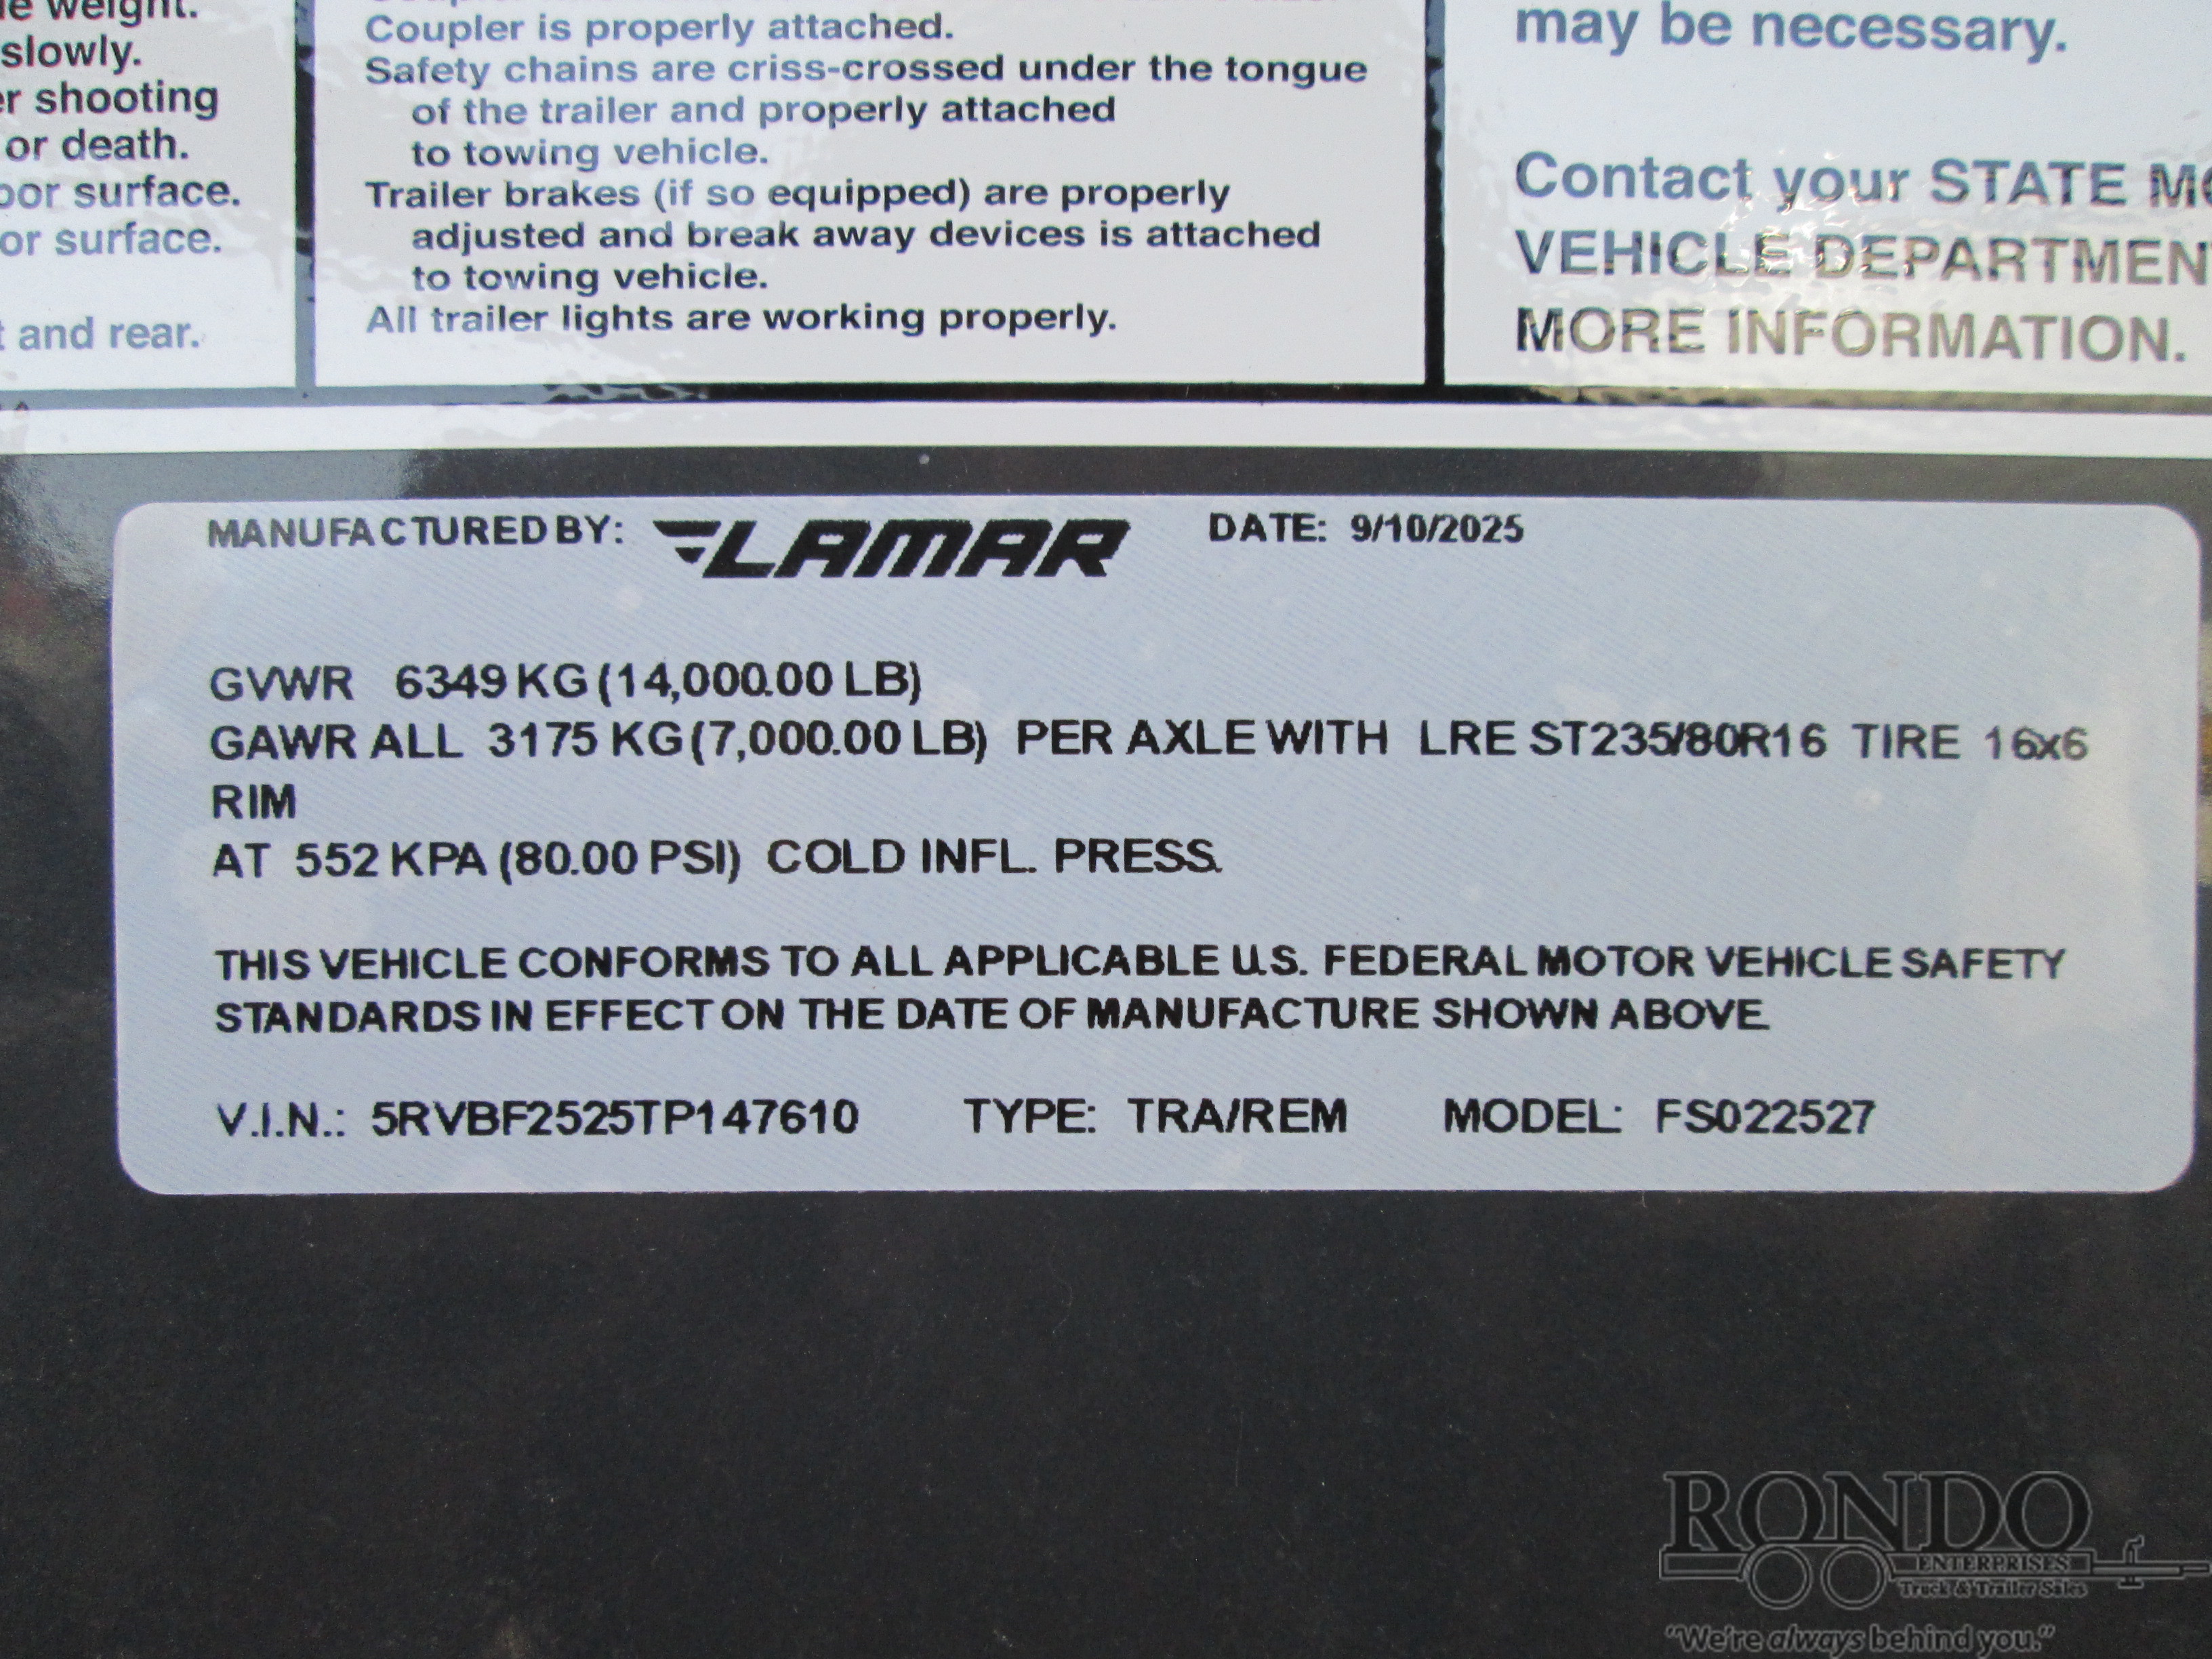 weight.
slowly.
shooting
or death.
surface.
or surface.
and rear.
Coupler is properly attached.
Safety chains are criss-crossed under the tongue
of the trailer and properly attached
to towing vehicle.
Trailer brakes (if so equipped) are properly
adjusted and break away devices is attached
to towing vehicle.
All trailer lights are working properly.
may be necessary.
Contact your STATE
VEHICLE DEPARTMEN
MORE INFORMATION.
MANUFACTURED BY: LAMAR DATE: 9/10/2025
GVWR 6349 KG (14,000.00 LB)
GAWR ALL 3175 KG (7,000.00 LB) PER AXLE WITH LRE ST235/80R16 TIRE 16x6
RIM
AT 552 KPA (80.00 PSI) COLD INFL. PRESS.
THIS VEHICLE CONFORMS TO ALL APPLICABLE U.S. FEDERAL MOTOR VEHICLE SAFETY
STANDARDS IN EFFECT ON THE DATE OF MANUFACTURE SHOWN ABOVE.
V.I.N.: 5RVBF2525TP147610 TYPE: TRA/REM MODEL: FS022527
RONDO
ENTERPRISES
Truck & Trailer Sales
"We're always behind you."